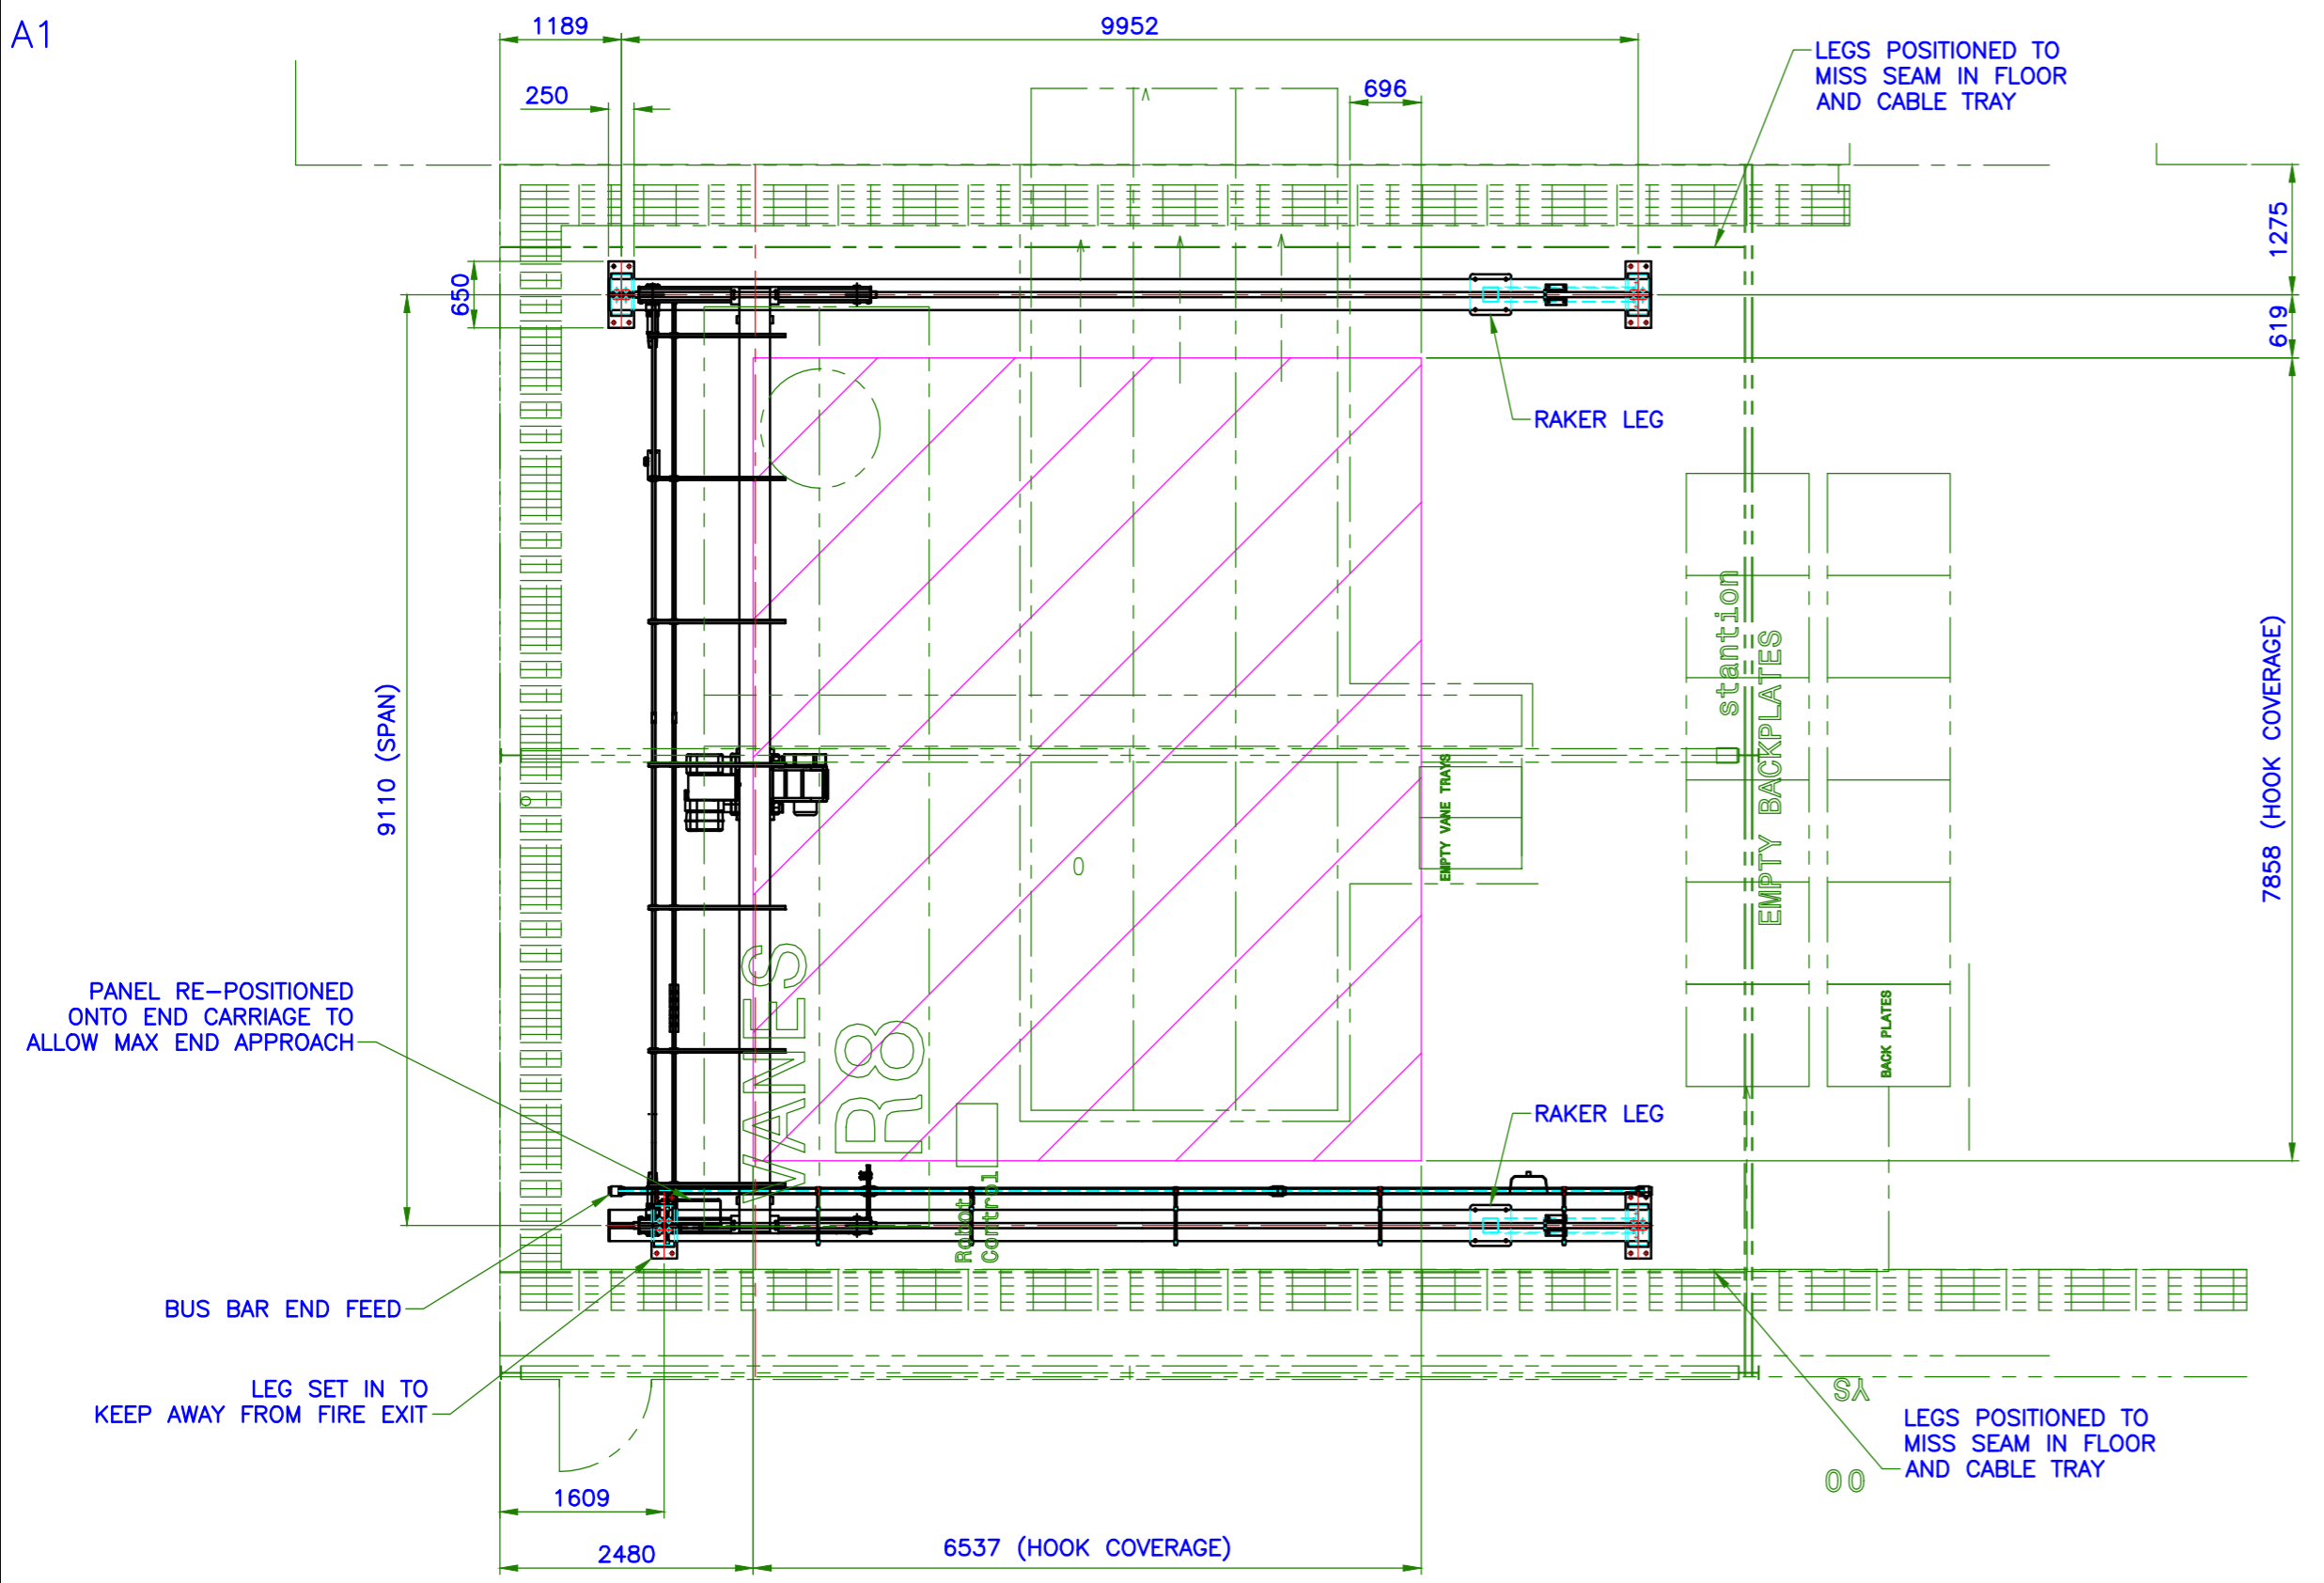 A1
1189
9952
LEGS POSITIONED TO
MISS SEAM IN FLOOR
AND CABLE TRAY
250
696
1275
650
619
RAKER LEG
9110 (SPAN)
stantion
EMPTY BACKPLATES
7858 (HOOK COVERAGE)
EMPTY VANE TRAYS
0
VANES
R8
PANEL RE-POSITIONED
ONTO END CARRIAGE TO
ALLOW MAX END APPROACH
BACK PLATES
RAKER LEG
Robot
Control
BUS BAR END FEED
LEG SET IN TO
KEEP AWAY FROM FIRE EXIT
SY
LEGS POSITIONED TO
MISS SEAM IN FLOOR
AND CABLE TRAY
00
1609
2480
6537 (HOOK COVERAGE)